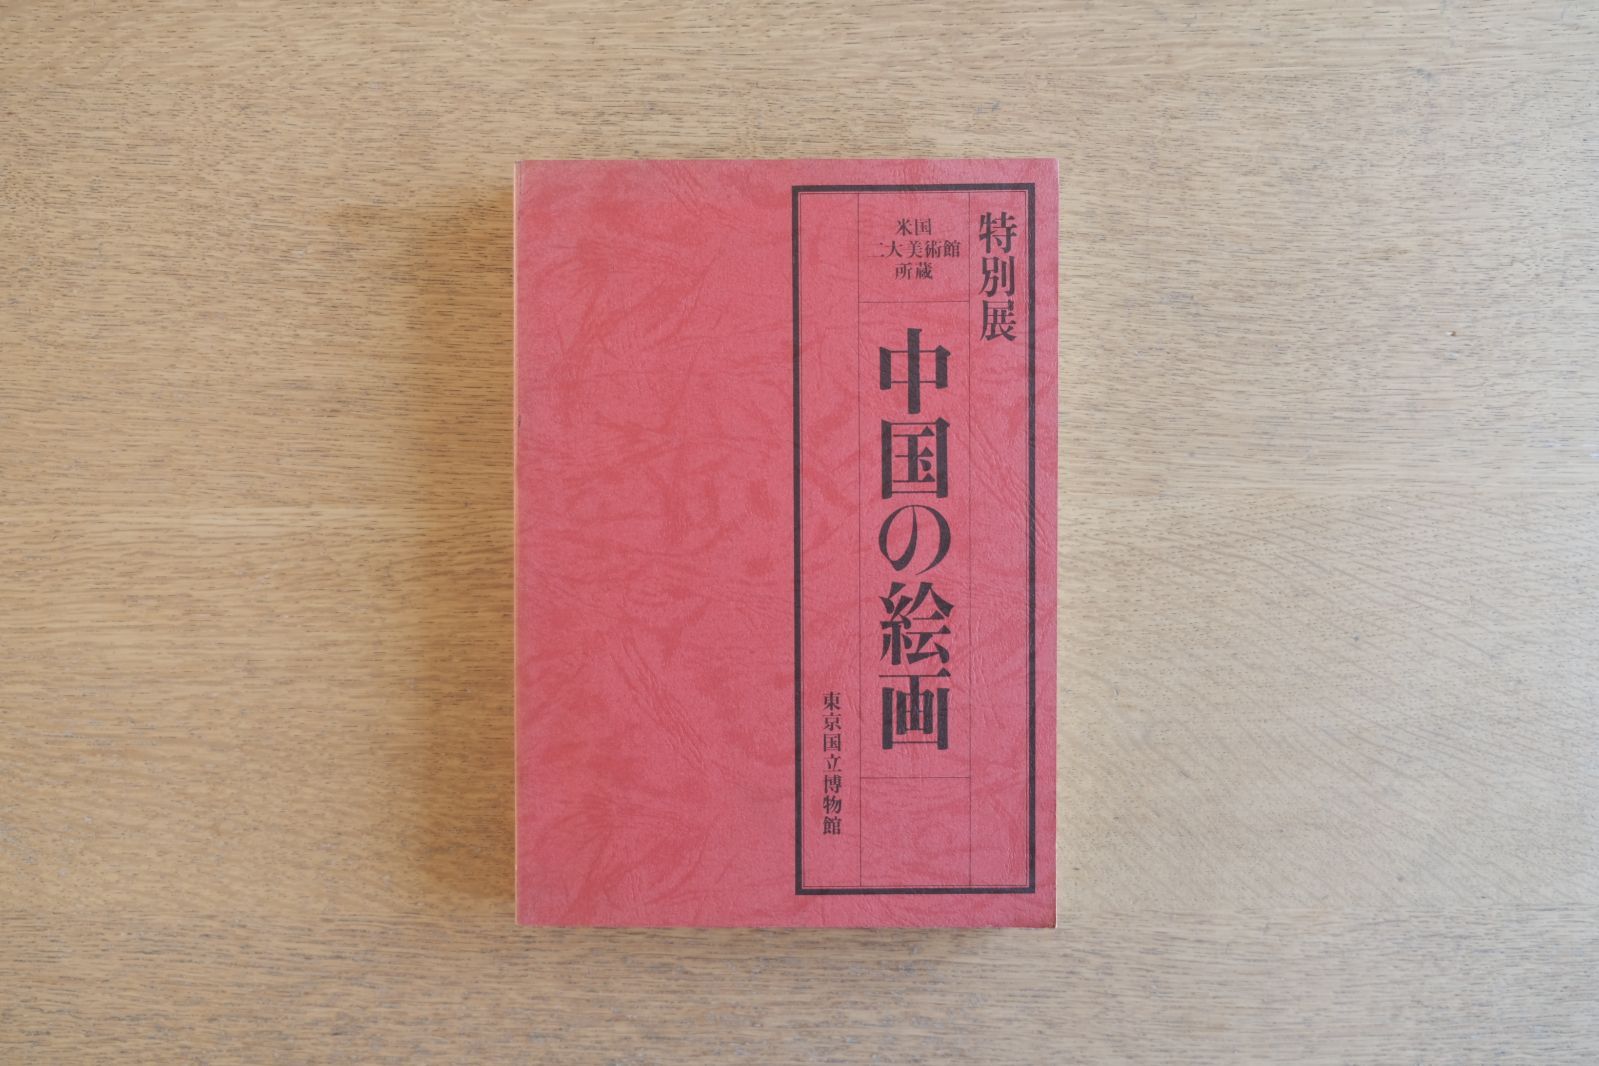 特別展
米国
二大美術館
所蔵
中国の絵画
東京国立博物館